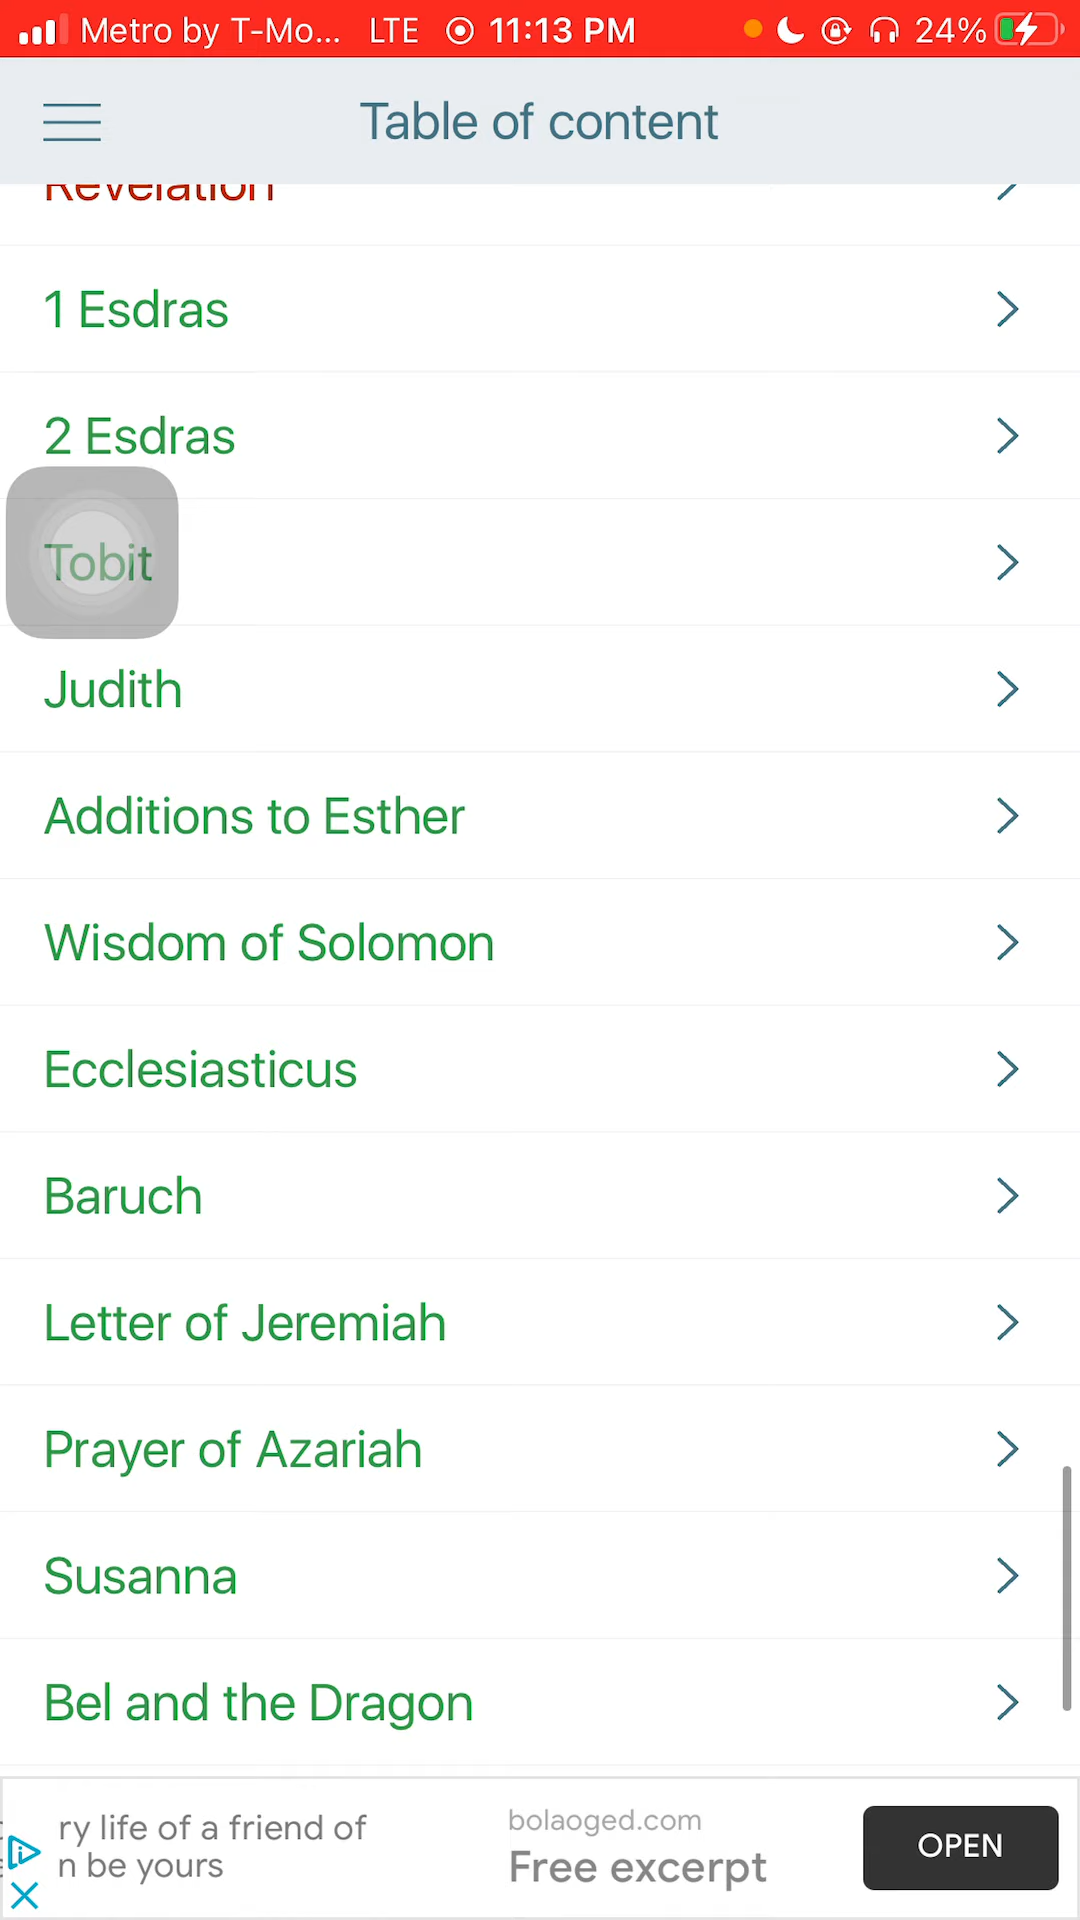 Metro by T-Mo... LTE 11:13 PM 24%
Table of content
Revelation
1 Esdras
2 Esdras
Tobit
Judith
Additions to Esther
Wisdom of Solomon
Ecclesiasticus
Baruch
Letter of Jeremiah
Prayer of Azariah
Susanna
Bel and the Dragon
ry life of a friend of
n be yours
bolaoged.com
Free excerpt
OPEN